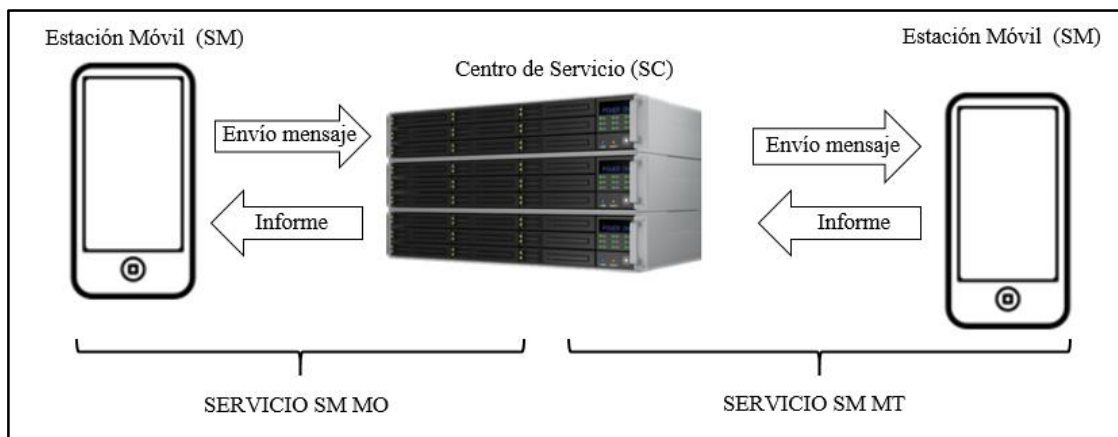 Estación Móvil (SM)
Estación Móvil (SM)
Centro de Servicio (SC)
Envío mensaje
Envío mensaje
Informe
Informe
SERVICIO SM MO
SERVICIO SM MT